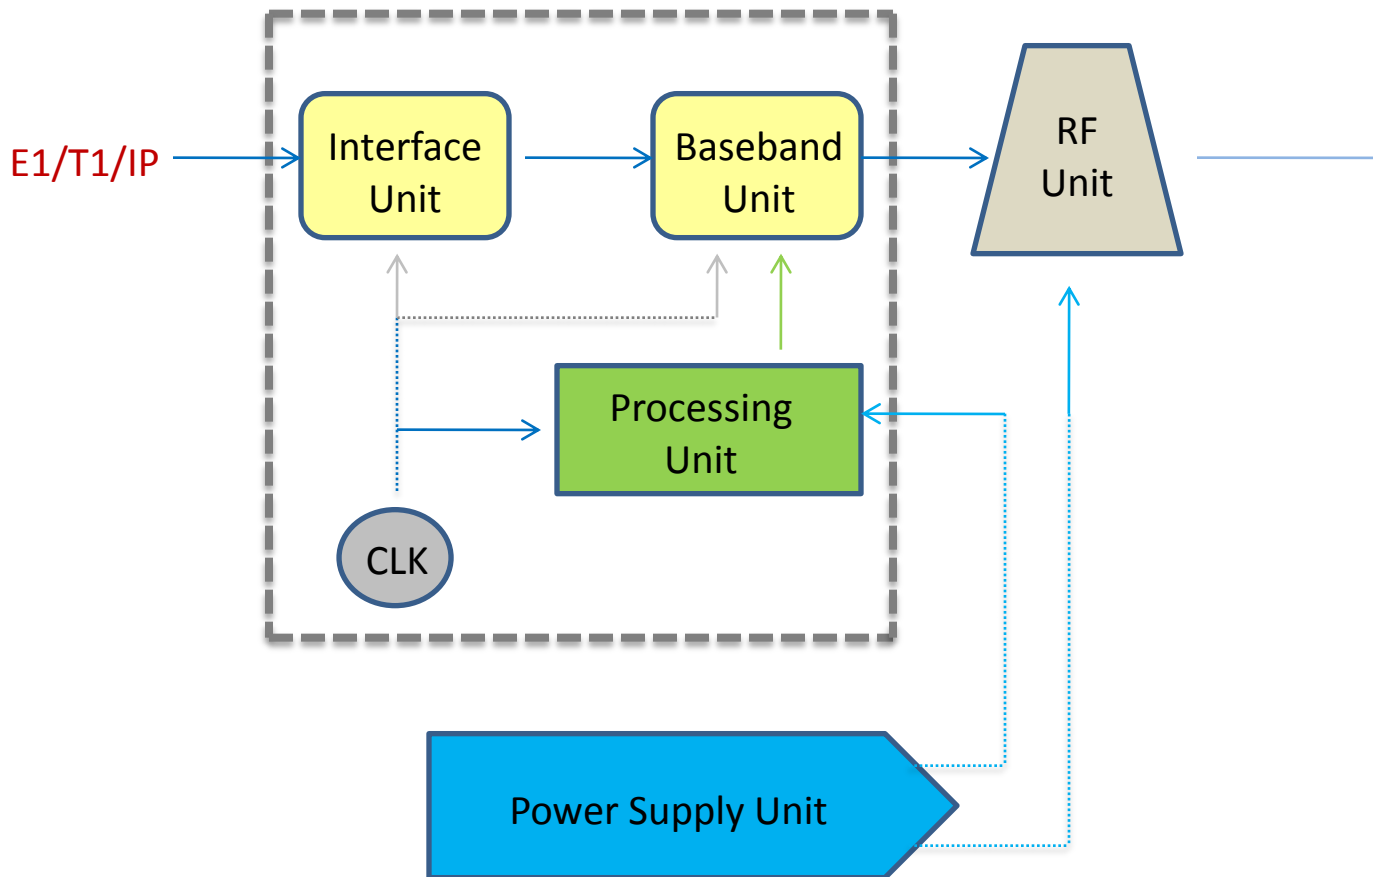 E1/T1/IP
Interface
Unit
Baseband
Unit
RF
Unit
Processing
Unit
CLK
Power Supply Unit